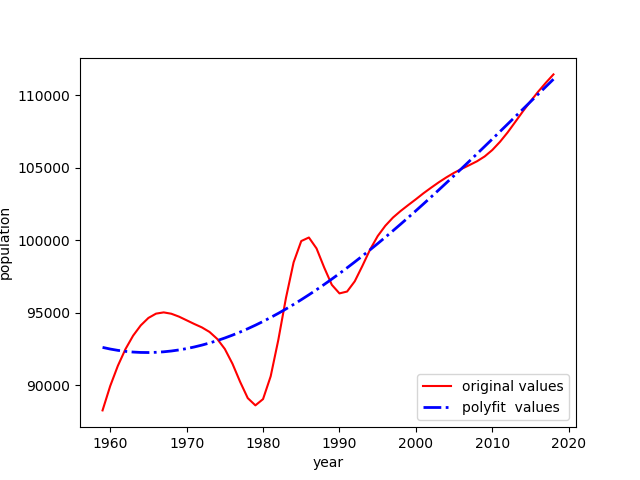 110000
105000
100000
95000
90000
population
1960 1970 1980 1990 2000 2010 2020
year
original values
polyfit  values